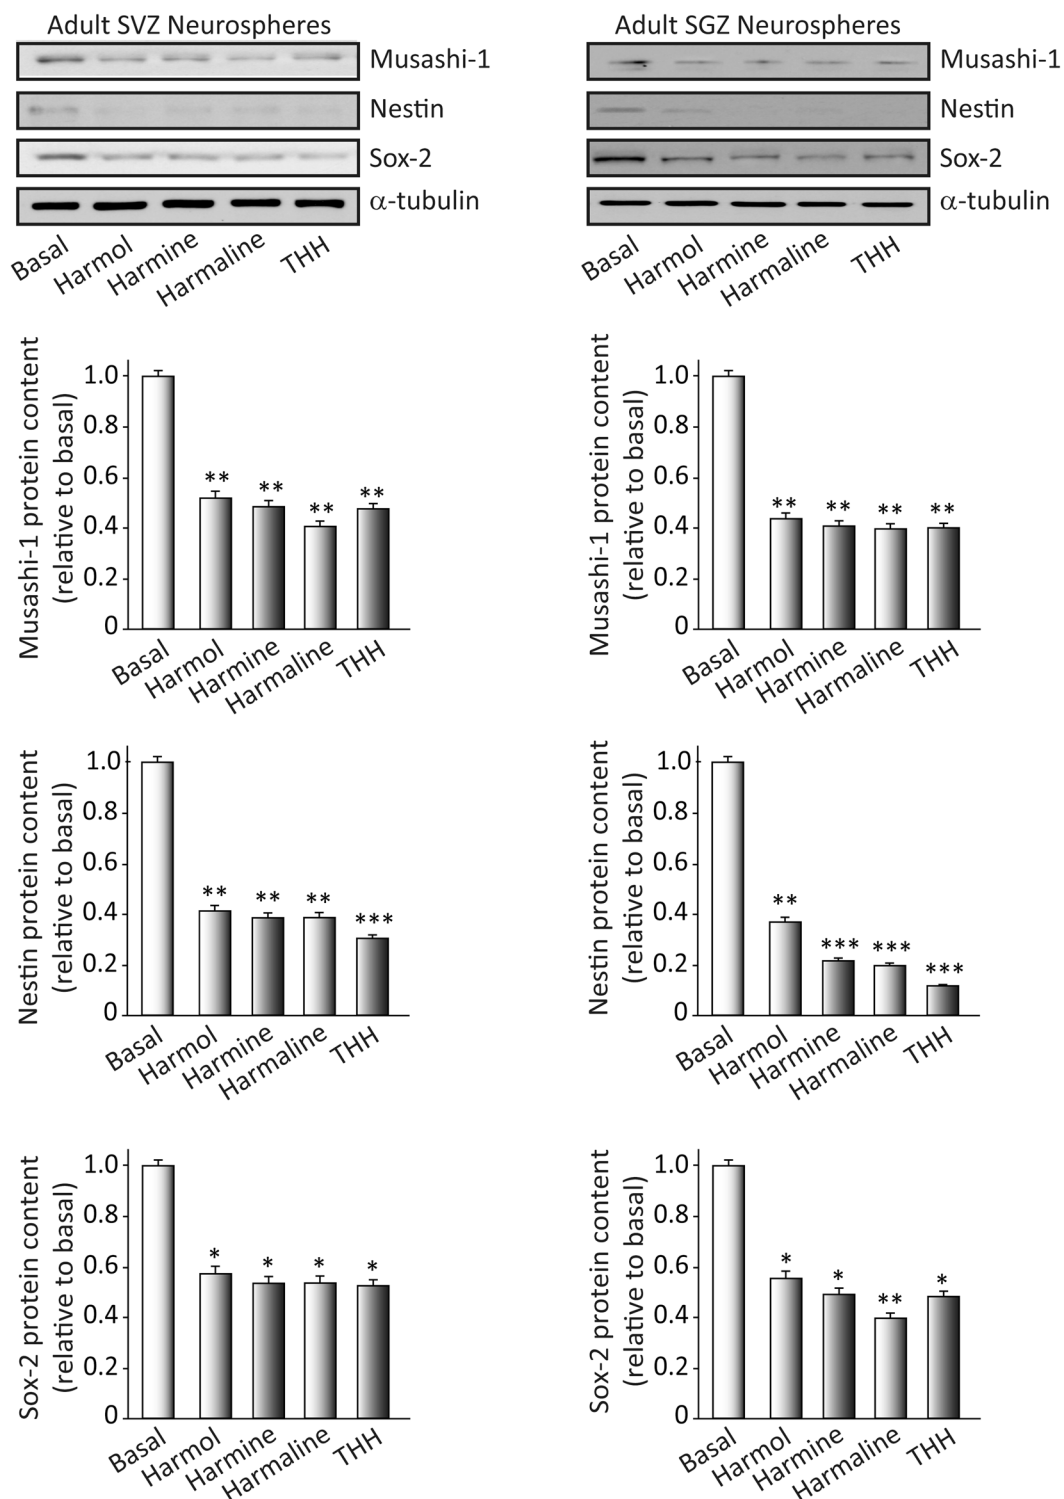 Adult SVZ Neurospheres
Musashi-1
Nestin
Sox-2
α-tubulin
Basal
Harmol
Harmine
Harmaline
THH
Adult SGZ Neurospheres
Musashi-1
Nestin
Sox-2
α-tubulin
Basal
Harmol
Harmine
Harmaline
THH
Musashi-1 protein content
(relative to basal)
1.0
0.8
0.6
0.4
0.2
0
**
**
**
**
Basal
Harmol
Harmine
Harmaline
THH
Musashi-1 protein content
(relative to basal)
1.0
0.8
0.6
0.4
0.2
0
**
**
**
**
Basal
Harmol
Harmine
Harmaline
THH
Nestin protein content
(relative to basal)
1.0
0.8
0.6
0.4
0.2
0
**
**
**
***
Basal
Harmol
Harmine
Harmaline
THH
Nestin protein content
(relative to basal)
1.0
0.8
0.6
0.4
0.2
0
**
***
***
***
Basal
Harmol
Harmine
Harmaline
THH
Sox-2 protein content
(relative to basal)
1.0
0.8
0.6
0.4
0.2
0
*
*
*
*
Basal
Harmol
Harmine
Harmaline
THH
Sox-2 protein content
(relative to basal)
1.0
0.8
0.6
0.4
0.2
0
*
*
**
*
Basal
Harmol
Harmine
Harmaline
THH